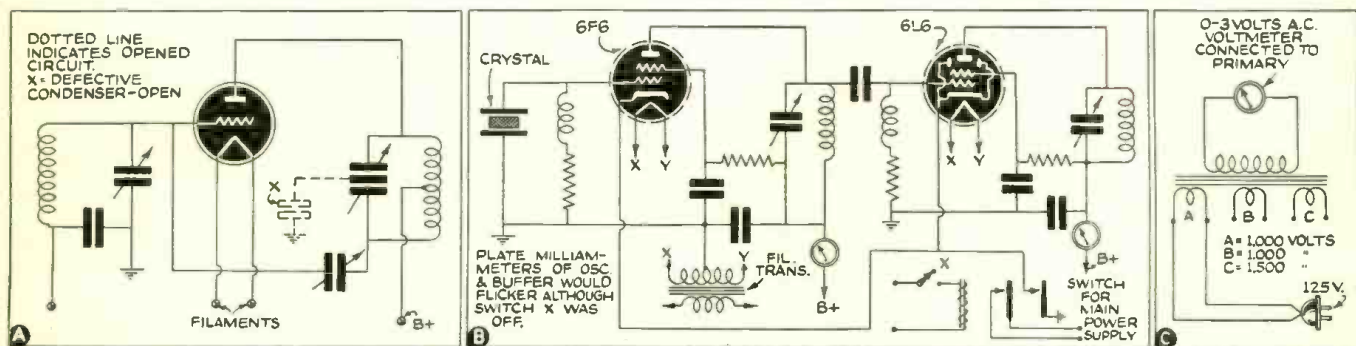 DOTTED LINE
INDICATES OPENED
CIRCUIT.
X = DEFECTIVE
CONDENSER-OPEN
X
FILAMENTS
B+
A
6F6
CRYSTAL
X Y
PLATE MILLIAM-
METERS OF OSC.
& BUFFER WOULD
FLICKER ALTHOUGH
SWITCH X WAS
OFF.
X Y
FIL.
TRANS.
B+
6L6
X Y
X
B+
SWITCH
FOR
MAIN
POWER
SUPPLY
B
0-3 VOLTS A.C.
VOLTMETER
CONNECTED TO
PRIMARY
A B C
A = 1,000 VOLTS
B = 1,000 "
C = 1,500 "
125 V.
C